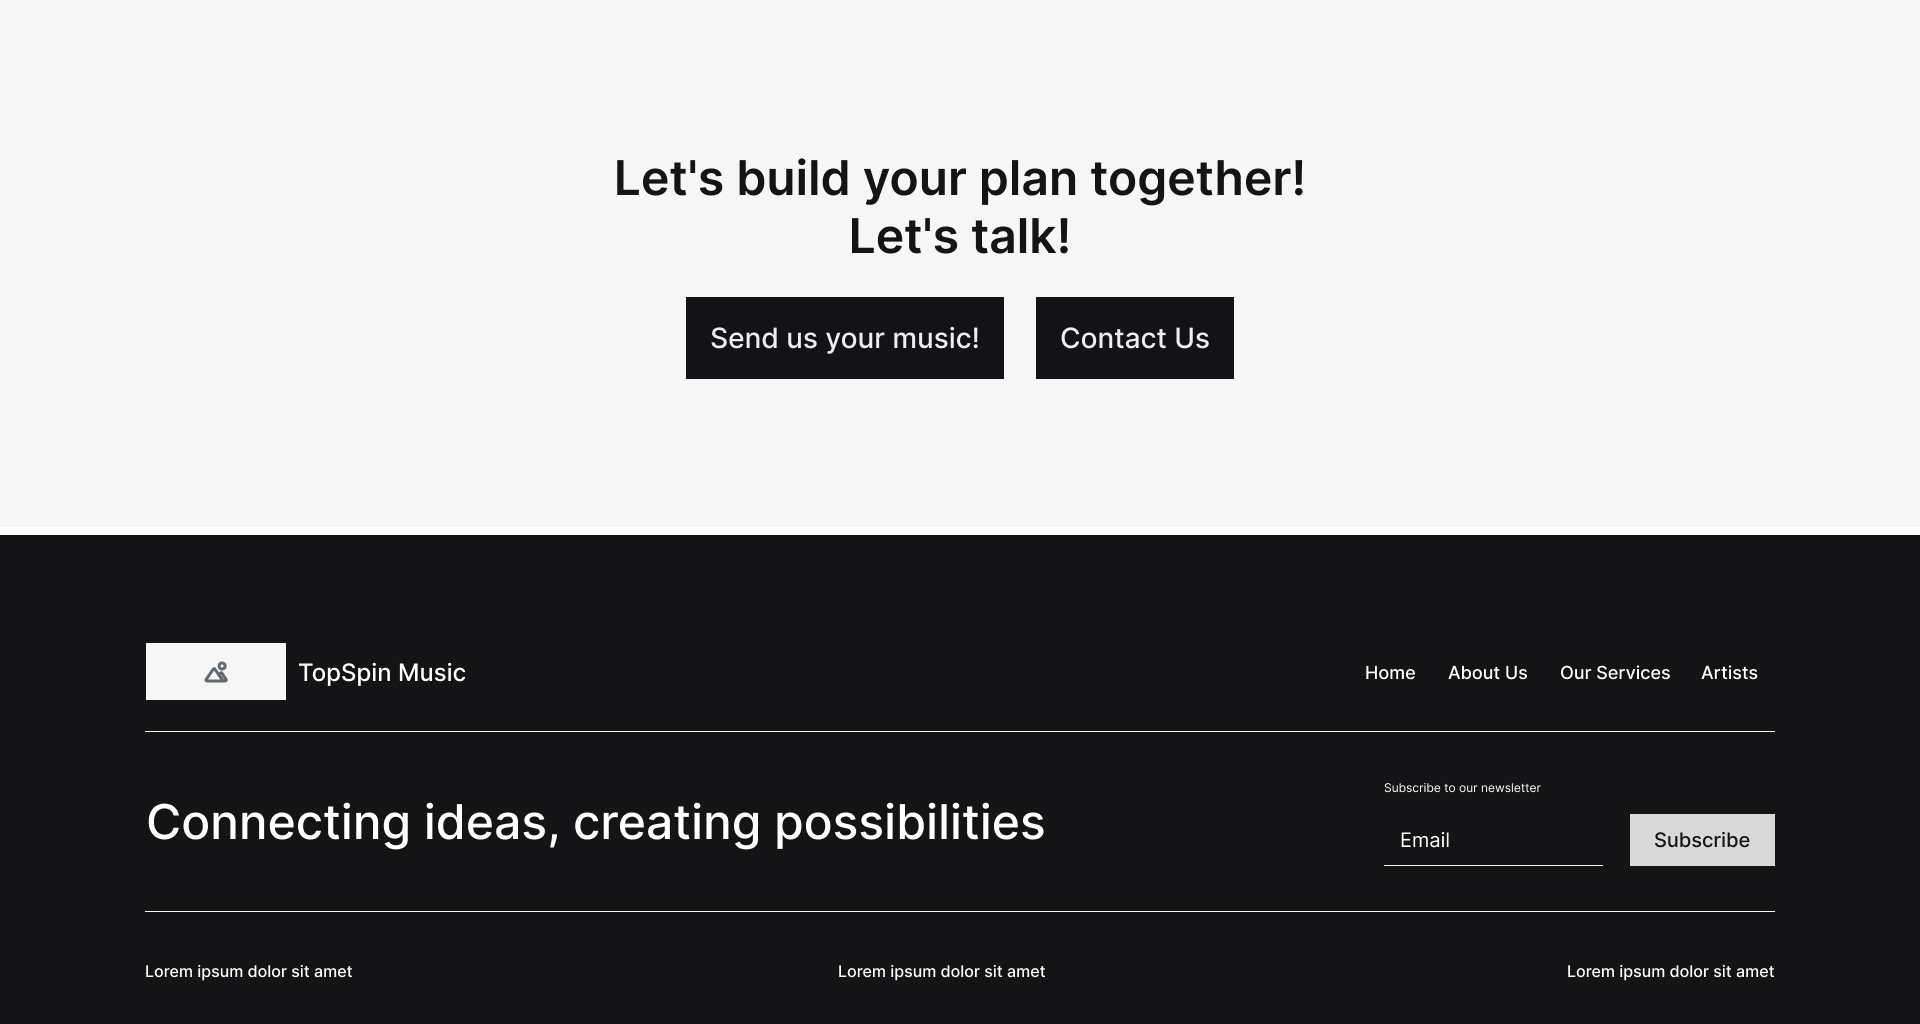 Let's build your plan together!
Let's talk!
Send us your music!
Contact Us
TopSpin Music
Home
About Us
Our Services
Artists
Connecting ideas, creating possibilities
Subscribe to our newsletter
Email
Subscribe
Lorem ipsum dolor sit amet
Lorem ipsum dolor sit amet
Lorem ipsum dolor sit amet